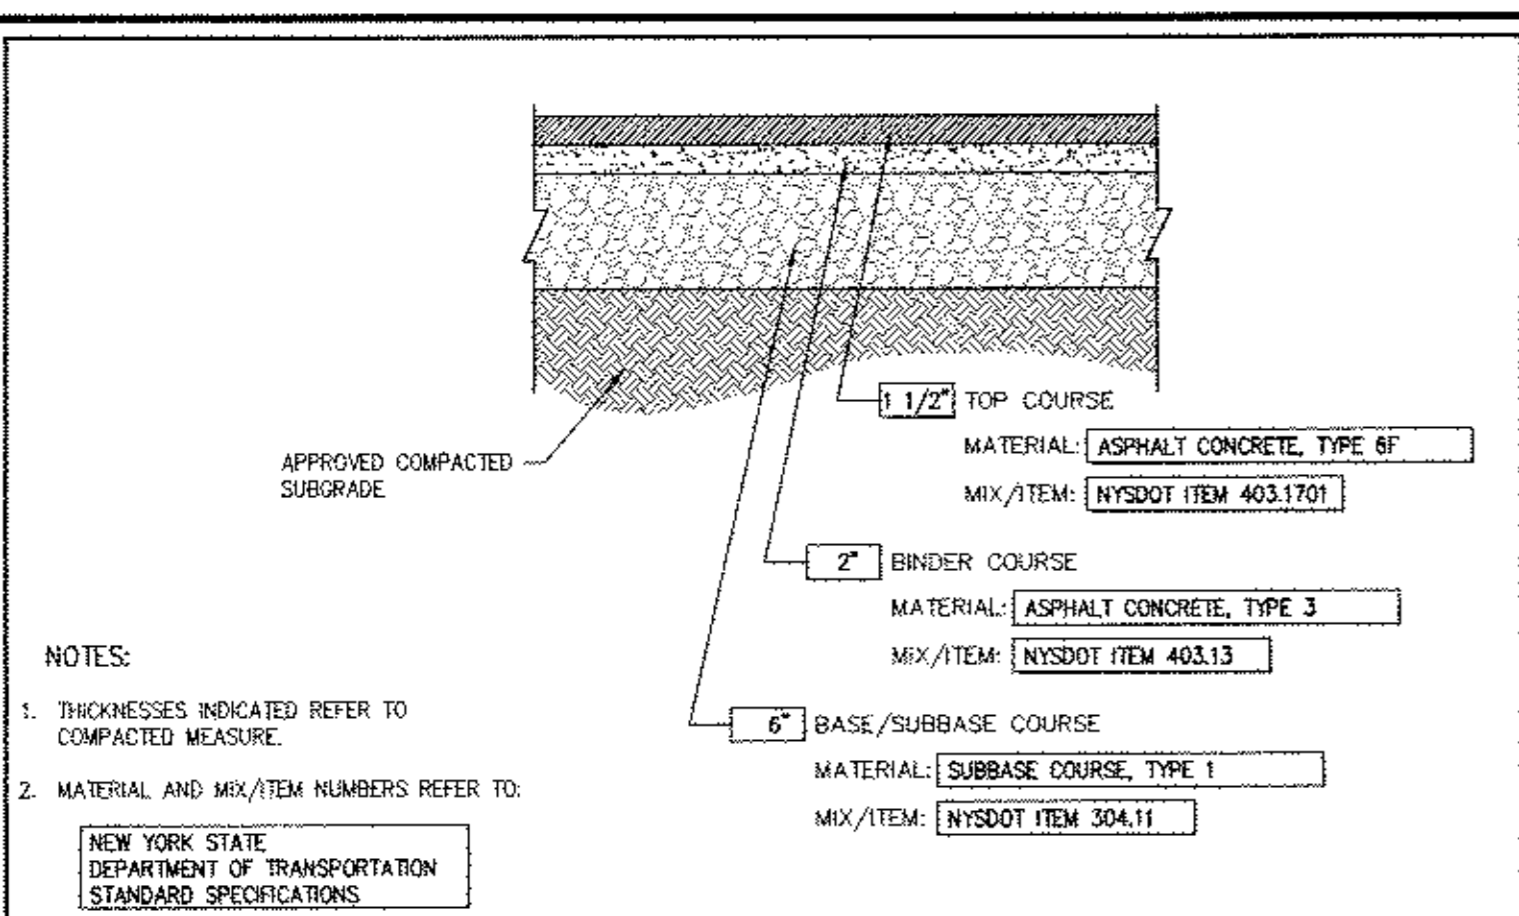 1 1/2" TOP COURSE
MATERIAL: ASPHALT CONCRETE, TYPE 6F
MIX/ITEM: NYSDOT ITEM 403.1701
APPROVED COMPACTED
SUBGRADE
2" BINDER COURSE
MATERIAL: ASPHALT CONCRETE, TYPE 3
MIX/ITEM: NYSDOT ITEM 403.13
6" BASE/SUBBASE COURSE
MATERIAL: SUBBASE COURSE, TYPE 1
MIX/ITEM: NYSDOT ITEM 304.11
NOTES:
1. THICKNESSES INDICATED REFER TO
COMPACTED MEASURE.
2. MATERIAL AND MIX/ITEM NUMBERS REFER TO:
NEW YORK STATE
DEPARTMENT OF TRANSPORTATION
STANDARD SPECIFICATIONS